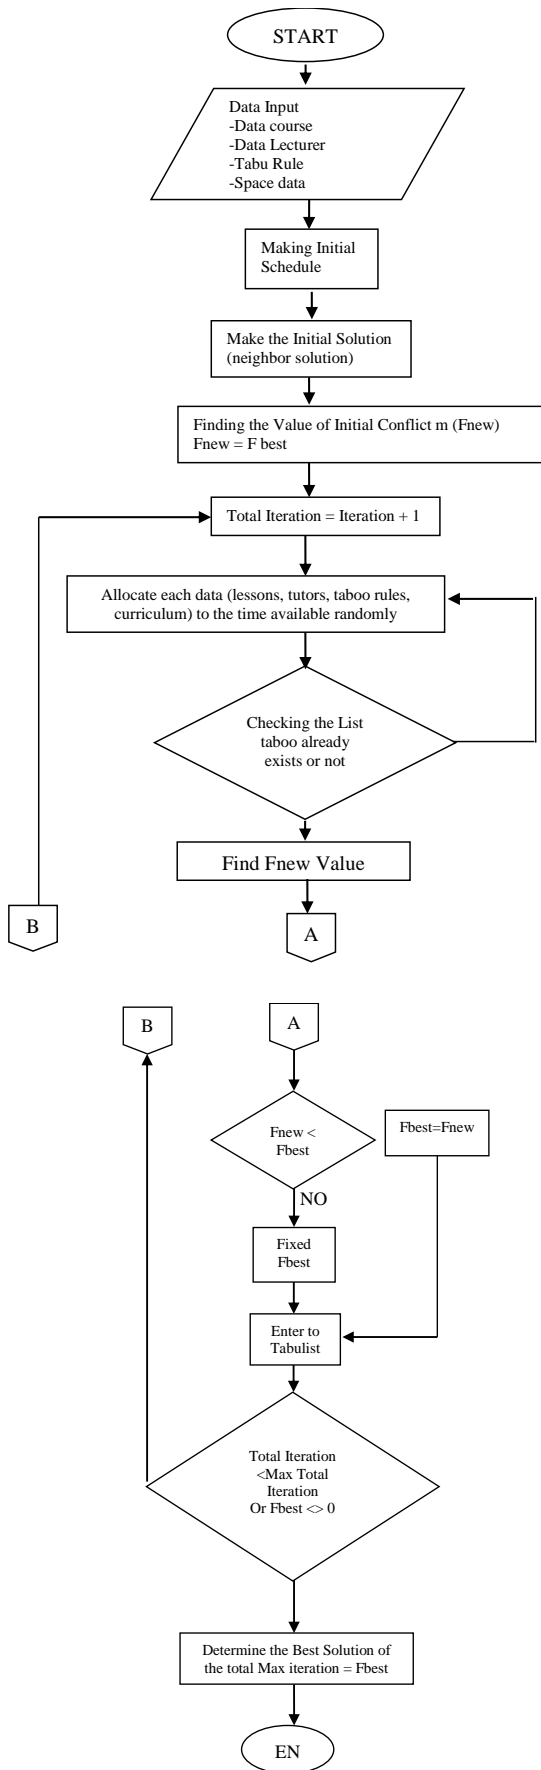 START
Data Input
-Data course
-Data Lecturer
-Tabu Rule
-Space data
Making Initial
Schedule
Make the Initial Solution
(neighbor solution)
Finding the Value of Initial Conflict m (Fnew)
Fnew = F best
Total Iteration = Iteration + 1
Allocate each data (lessons, tutors, taboo rules,
curriculum) to the time available randomly
Checking the List
taboo already
exists or not
Find Fnew Value
B
A
B
A
Fnew <
Fbest
Fbest=Fnew
NO
Fixed
Fbest
Enter to
Tabulist
Total Iteration
<Max Total
Iteration
Or Fbest <> 0
Determine the Best Solution of
the total Max iteration = Fbest
EN